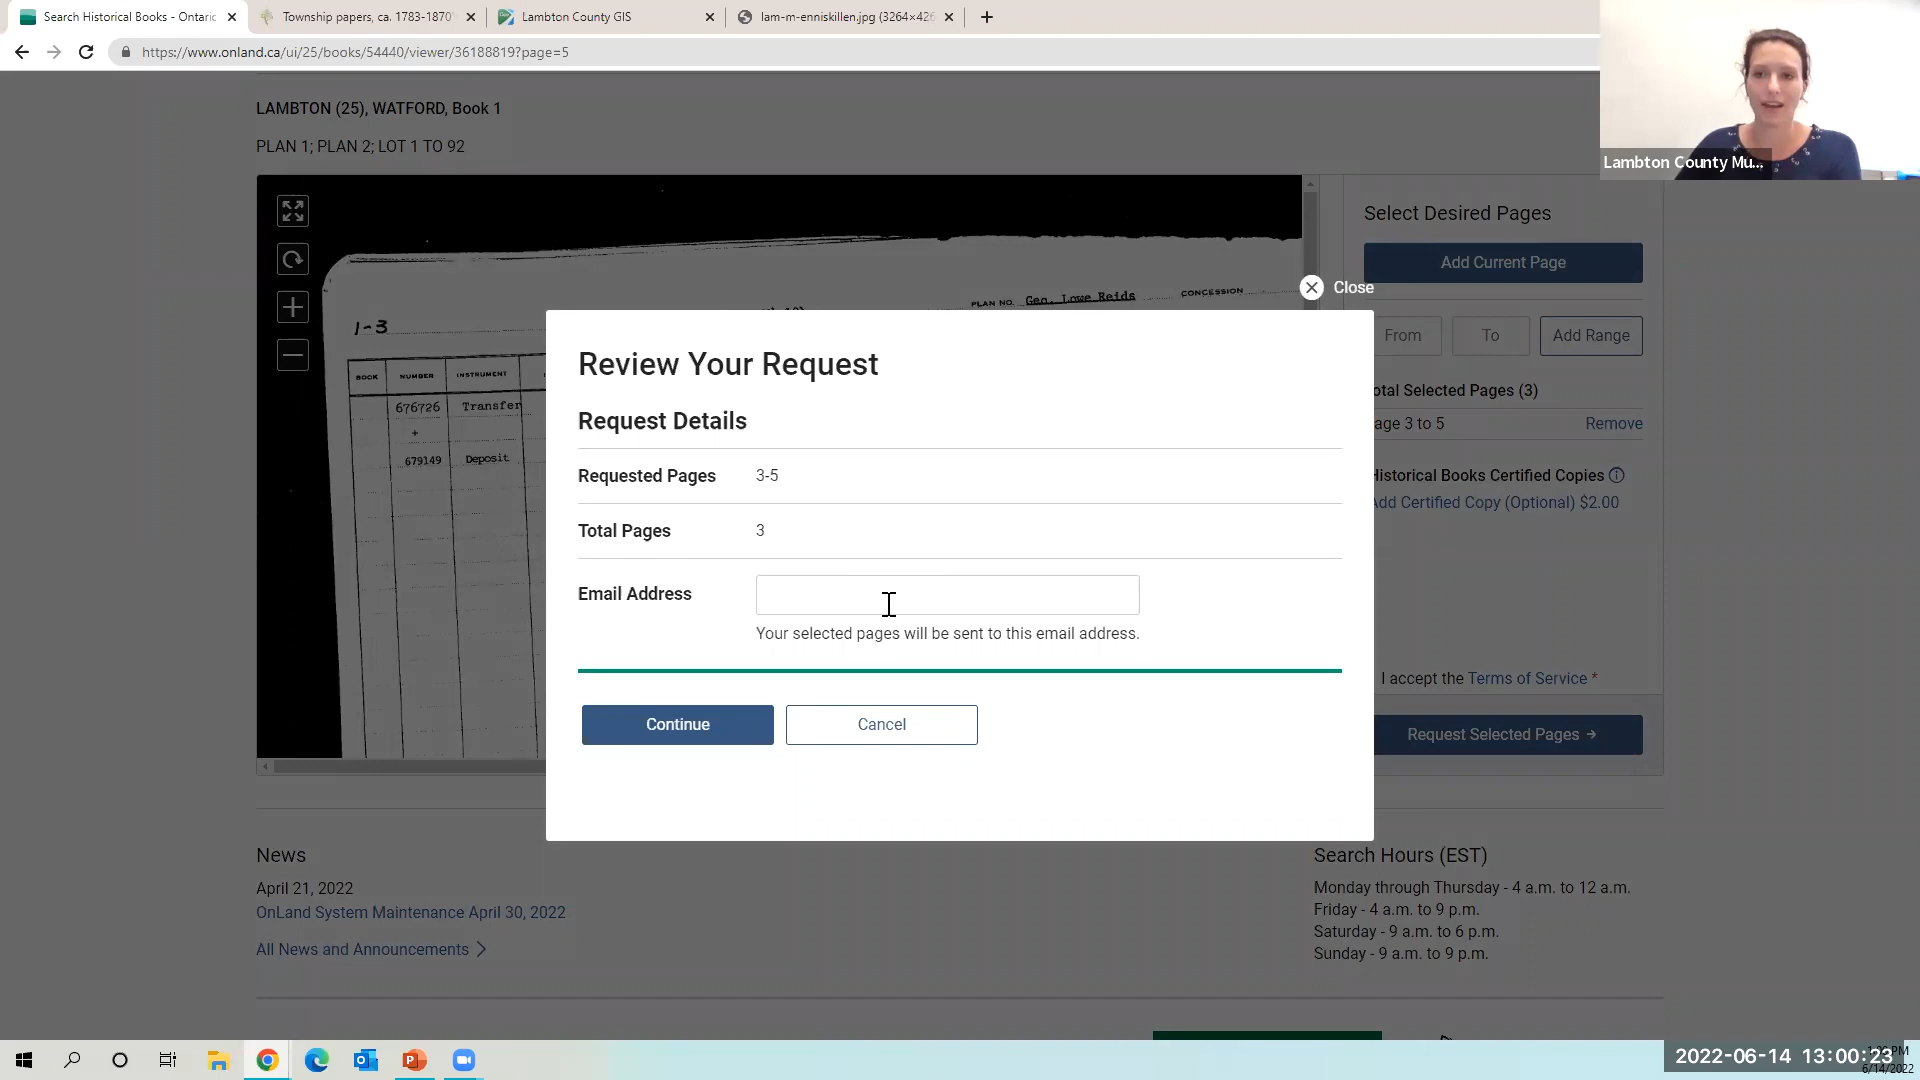 Search Historical Books - Ontario
Township papers, ca. 1783-1870
Lambton County GIS
lam-m-enniskillen.jpg (3264×426
https://www.onland.ca/ui/25/books/54440/viewer/36188819?page=5
Lambton County Mu...
LAMBTON (25), WATFORD, Book 1
PLAN 1; PLAN 2; LOT 1 TO 92
Select Desired Pages
Add Current Page
Close
PLAN NO. Geo. Lowe Reids CONCESSION
1-3
From To Add Range
BOOK NUMBER INSTRUMENT
676726 Transfer
+
679149 Deposit
otal Selected Pages (3)
age 3 to 5 Remove
Historical Books Certified Copies
Add Certified Copy (Optional) $2.00
I accept the Terms of Service *
Request Selected Pages →
Review Your Request
Request Details
Requested Pages 3-5
Total Pages 3
Email Address
Your selected pages will be sent to this email address.
Continue Cancel
News
April 21, 2022
OnLand System Maintenance April 30, 2022
All News and Announcements
Search Hours (EST)
Monday through Thursday - 4 a.m. to 12 a.m.
Friday - 4 a.m. to 9 p.m.
Saturday - 9 a.m. to 6 p.m.
Sunday - 9 a.m. to 9 p.m.
2022-06-14 13:00:23
6/14/2022